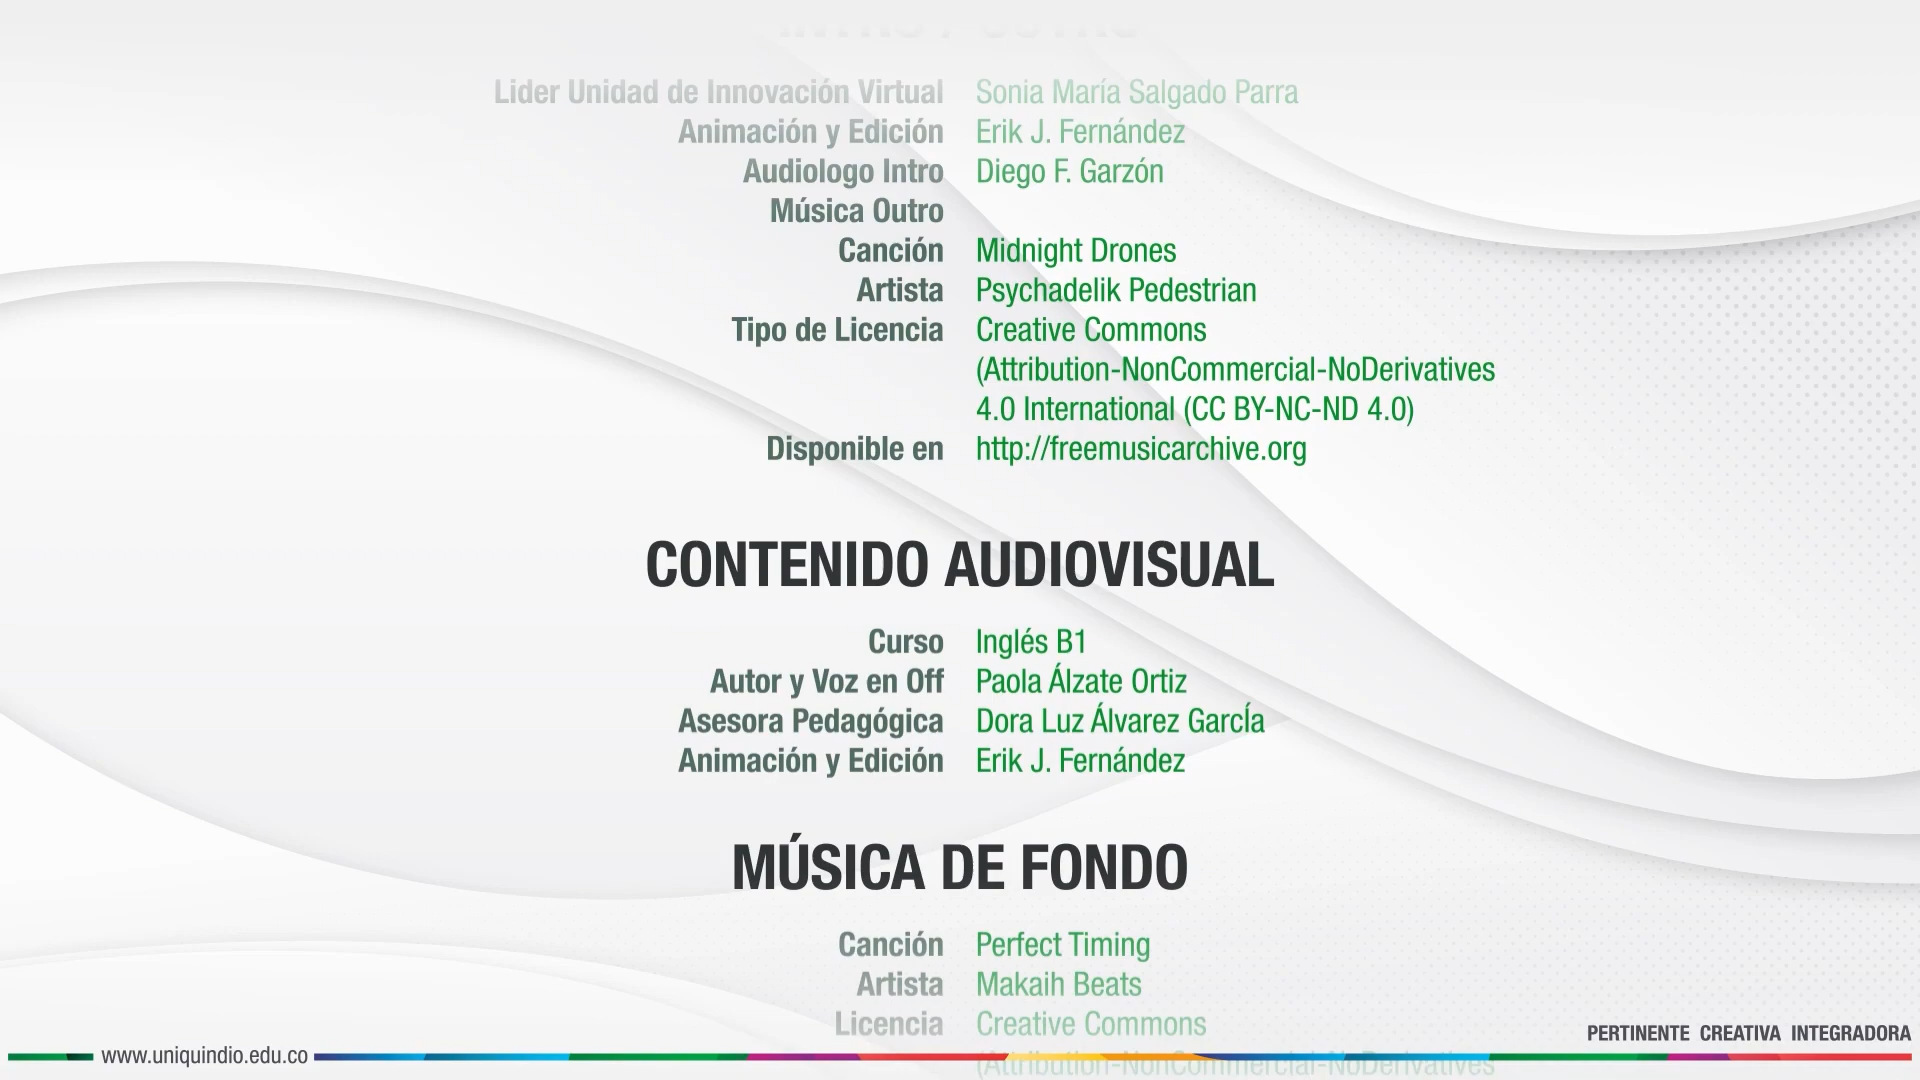 Lider Unidad de Innovación Virtual Sonia María Salgado Parra
Animación y Edición Erik J. Fernández
Audiologo Intro Diego F. Garzón
Música Outro
Canción Midnight Drones
Artista Psychadelik Pedestrian
Tipo de Licencia Creative Commons
(Attribution-NonCommercial-NoDerivatives
4.0 International (CC BY-NC-ND 4.0)
Disponible en http://freemusicarchive.org
CONTENIDO AUDIOVISUAL
Curso Inglés B1
Autor y Voz en Off Paola Álzate Ortiz
Asesora Pedagógica Dora Luz Álvarez GarcÍa
Animación y Edición Erik J. Fernández
MÚSICA DE FONDO
Canción Perfect Timing
Artista Makaih Beats
Licencia Creative Commons
(Attribution-NonCommercial-NoDerivatives
PERTINENTE CREATIVA INTEGRADORA
www.uniquindio.edu.co